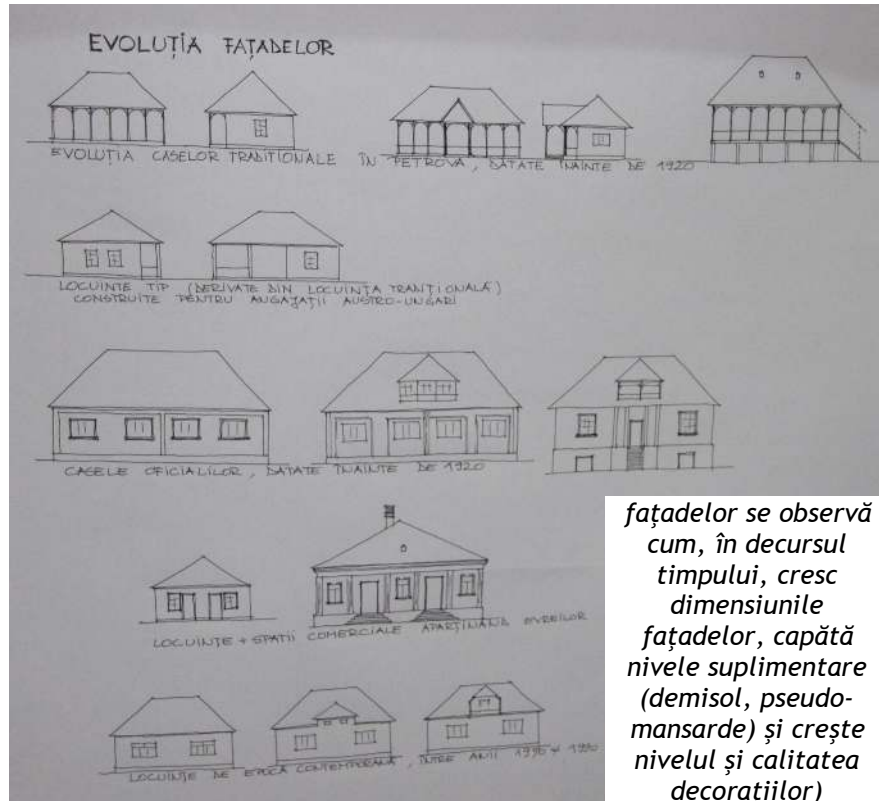 EVOLUȚIA FAȚADELOR
EVOLUȚIA CASELOR TRADIȚIONALE ÎN PETROVA, DATATE ÎNAINTE DE 1920
LOCUINȚE TIP (DERIVATE DIN LOCUINȚA TRADIȚIONALĂ)
CONSTRUITE PENTRU ANGAJAȚII AUSTRO-UNGARI
CASELE OFICIALILOR, DATATE ÎNAINTE DE 1920
LOCUINȚE + SPAȚII COMERCIALE APARȚINÂND EVREILOR
LOCUINȚE DE EPOCĂ CONTEMPORANĂ, ÎNTRE ANII
fațadelor se observă
cum, în decursul
timpului, cresc
dimensiunile
fațadelor, capătă
nivele suplimentare
(demisol, pseudo-
mansarde) și crește
nivelul și calitatea
decorațiilor)